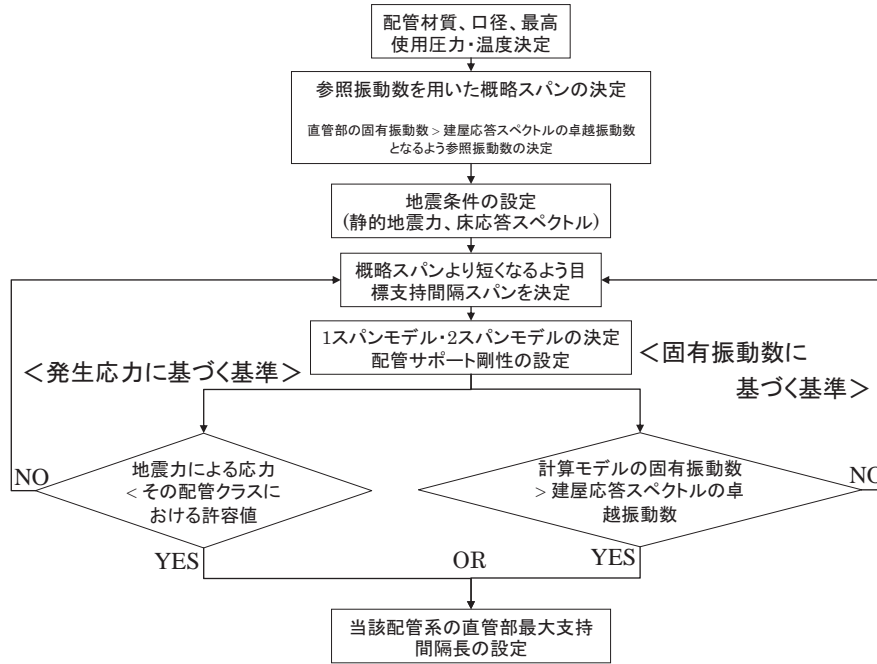 配管材質、口径、最高
使用圧力・温度決定
参照振動数を用いた概略スパンの決定
直管部の固有振動数 > 建屋応答スペクトルの卓越振動数
となるよう参照振動数の決定
地震条件の設定
(静的地震力、床応答スペクトル)
概略スパンより短くなるよう目
標支持間隔スパンを決定
1スパンモデル・2スパンモデルの決定
配管サポート剛性の設定
＜発生応力に基づく基準＞
＜固有振動数に
基づく基準＞
地震力による応力
< その配管クラスに
おける許容値
NO
YES
計算モデルの固有振動数
> 建屋応答スペクトルの卓
越振動数
NO
YES
OR
当該配管系の直管部最大支持
間隔長の設定